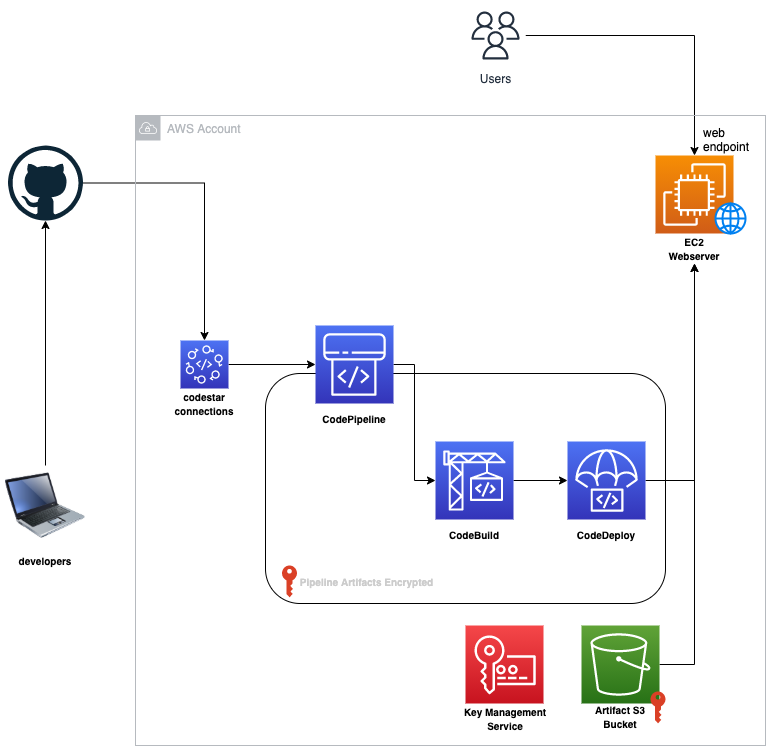 Users
AWS Account
web
endpoint
EC2
Webserver
codestar
connections
CodePipeline
CodeBuild
CodeDeploy
developers
Pipeline Artifacts Encrypted
Key Management
Service
Artifact S3
Bucket